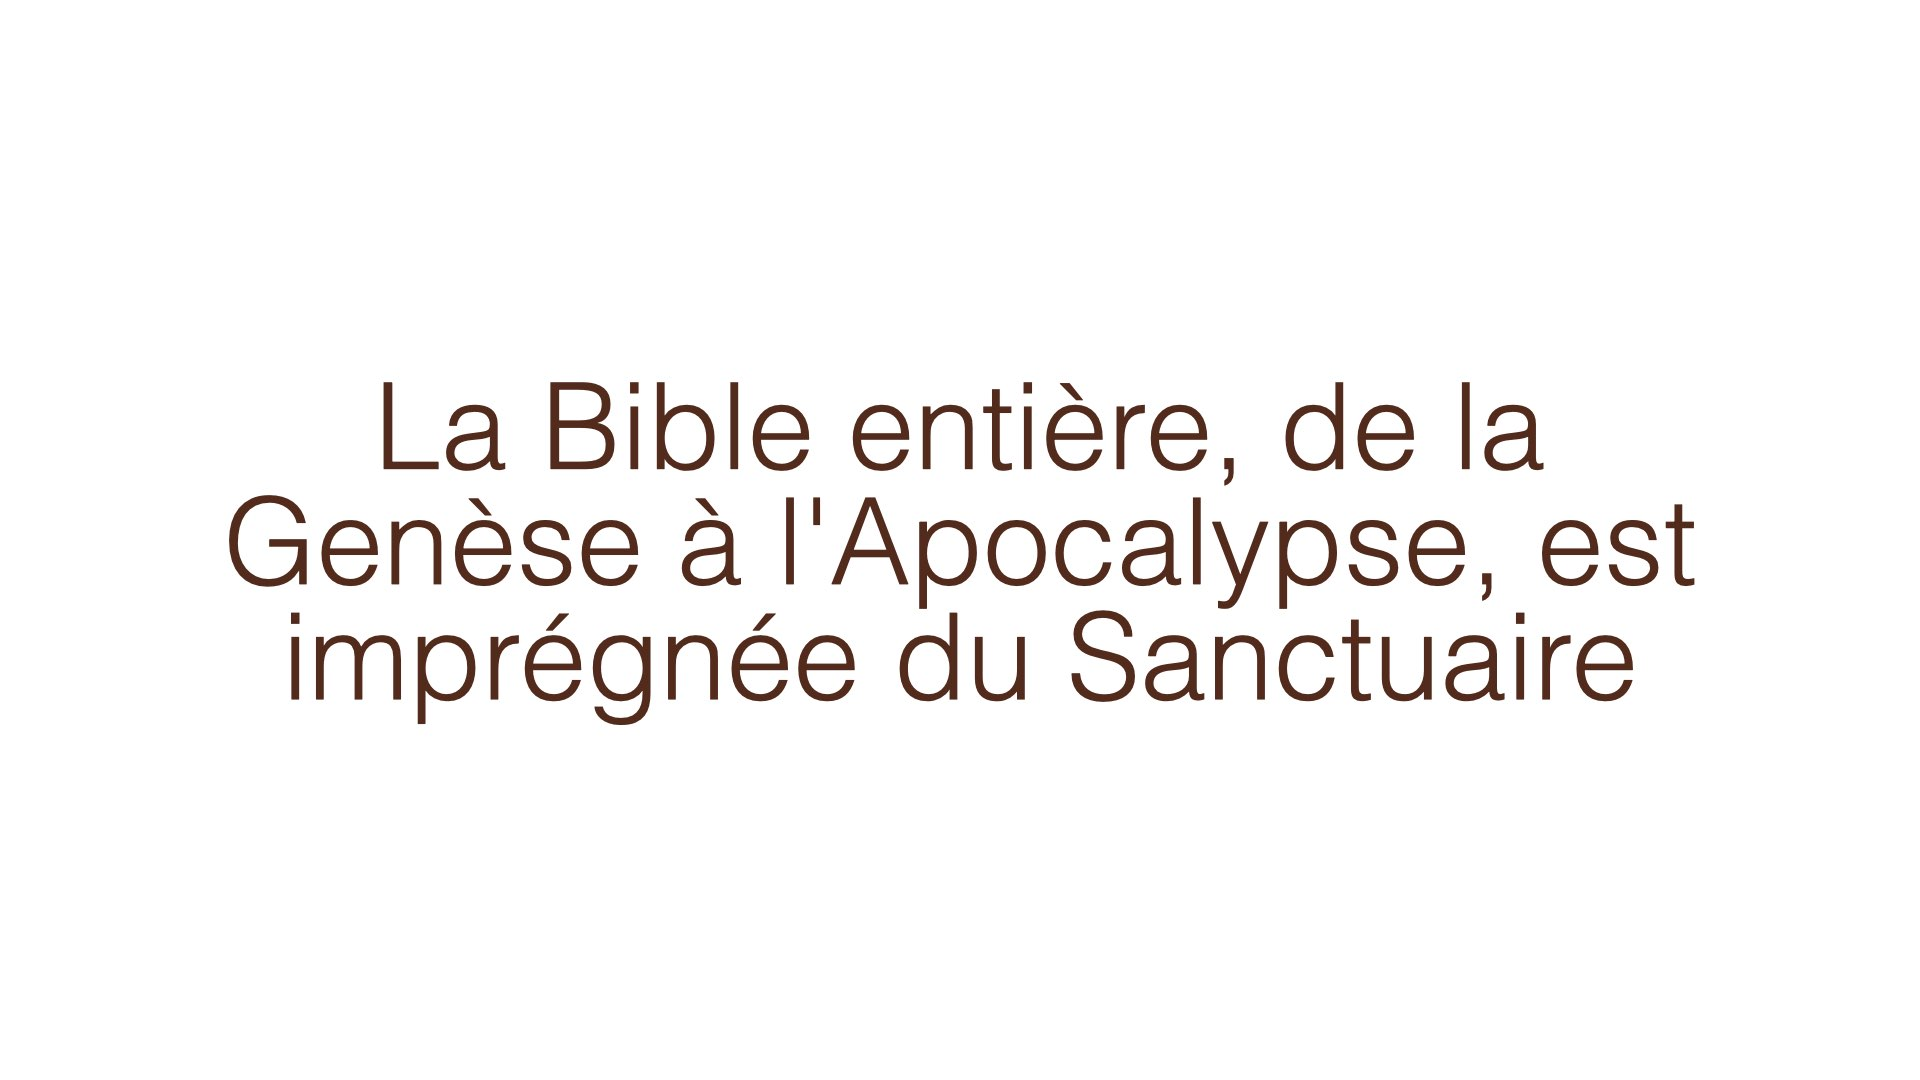 La Bible entière, de la
Genèse à l'Apocalypse, est
imprégnée du Sanctuaire